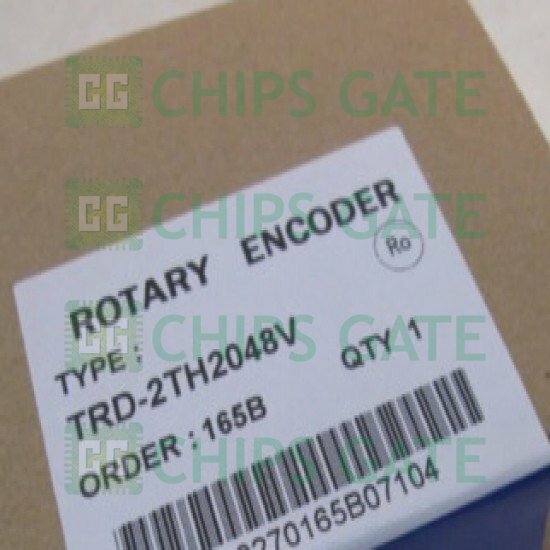 CG CHIPS GATE
CG CHIPS GATE
CG CHIPS GATE
CG CHIPS GATE
ROTARY ENCODER
Ro
TYPE :
TRD-2TH2048V
QTY 1
ORDER : 165B
0270165B07104